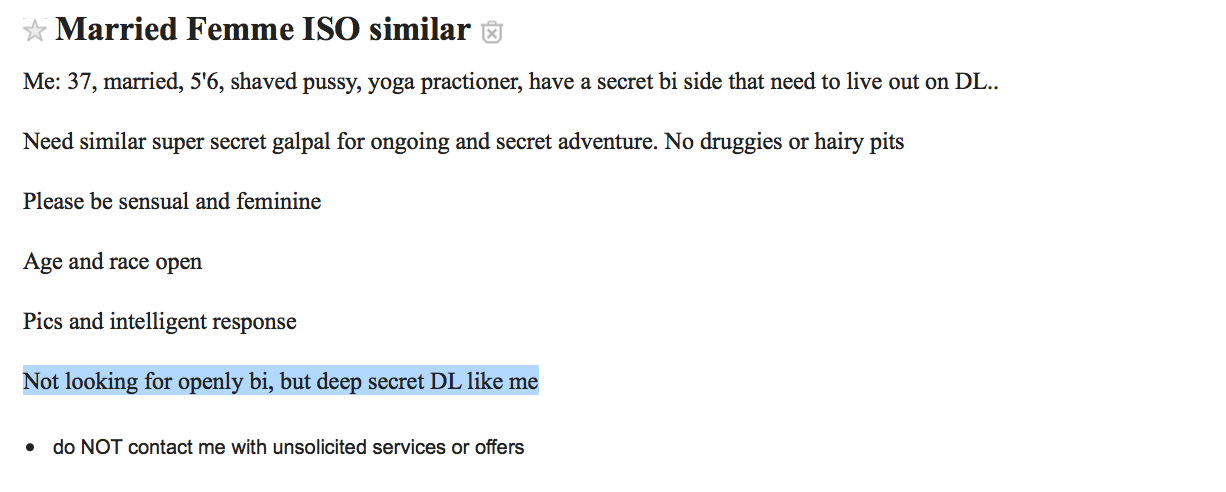 Married Femme ISO similar
Me: 37, married, 5'6, shaved pussy, yoga practioner, have a secret bi side that need to live out on DL..
Need similar super secret galpal for ongoing and secret adventure. No druggies or hairy pits
Please be sensual and feminine
Age and race open
Pics and intelligent response
Not looking for openly bi, but deep secret DL like me
do NOT contact me with unsolicited services or offers